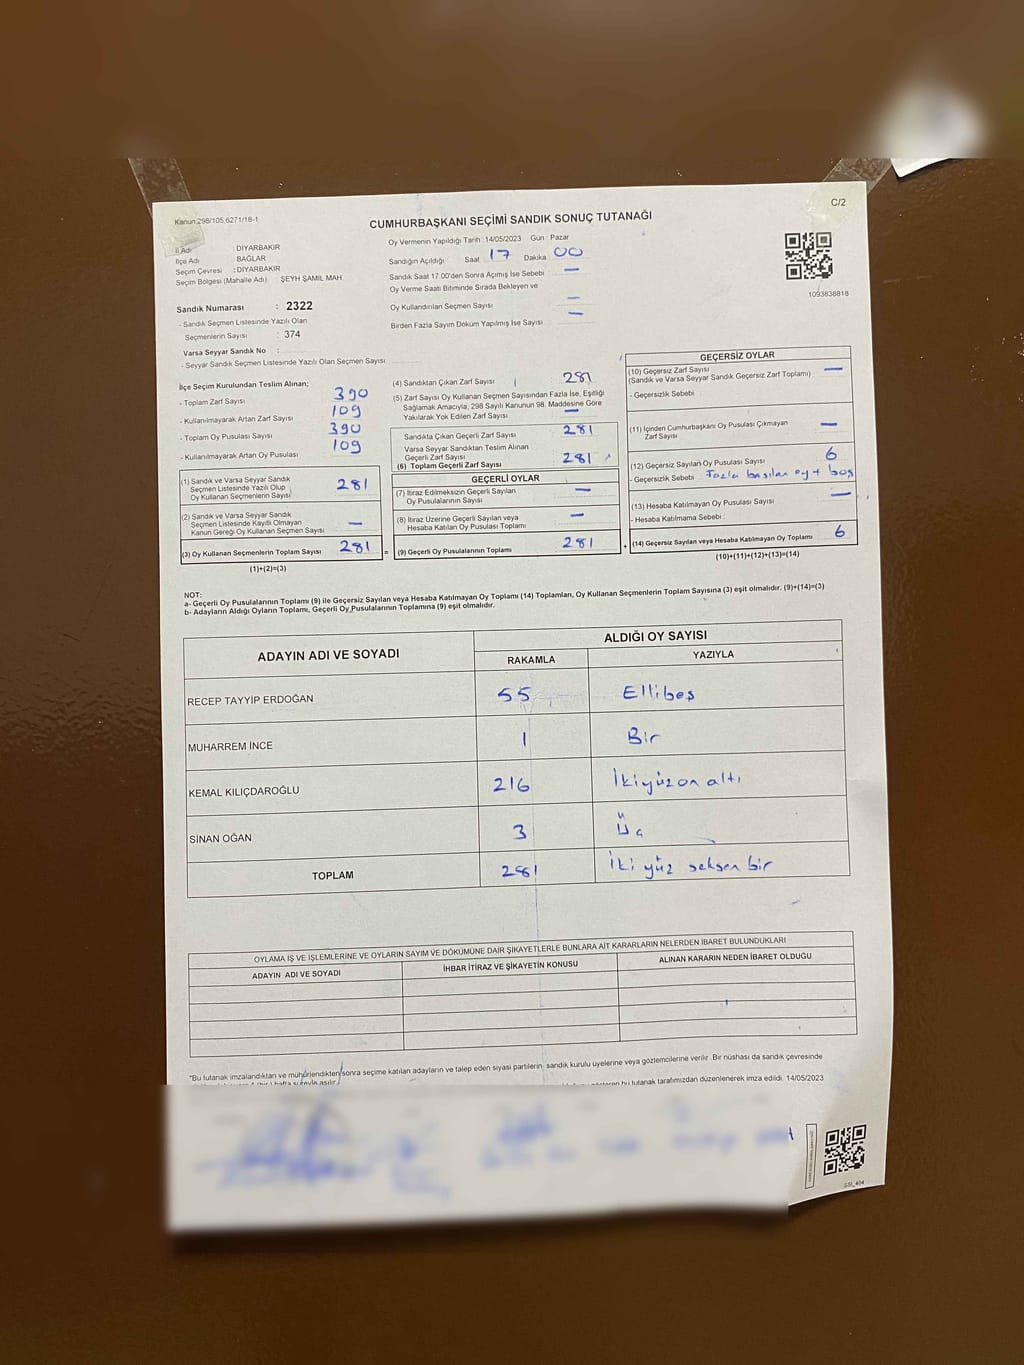 Kanun:298/105,6271/18-1
C/2
CUMHURBAŞKANI SEÇİMİ SANDIK SONUÇ TUTANAĞI
İl Adı : DİYARBAKIR
İlçe Adı : BAĞLAR
Seçim Çevresi : DİYARBAKIR
Seçim Bölgesi (Mahalle Adı) ŞEYH ŞAMİL MAH.
Sandık Numarası : 2322
- Sandık Seçmen Listesinde Yazılı Olan
Seçmenlerin Sayısı : 374
Varsa Seyyar Sandık No :
- Seyyar Sandık Seçmen Listesinde Yazılı Olan Seçmen Sayısı
Oy Vermenin Yapıldığı Tarih :14/05/2023 Gün : Pazar
Sandığın Açıldığı : Saat 17 Dakika 00
Sandık Saat 17.00'den Sonra Açımış İse Sebebi —
Oy Verme Saati Bitiminde Sırada Bekleyen ve
Oy Kullandırılan Seçmen Sayısı —
Birden Fazla Sayım Döküm Yapılmış İse Sayısı —
1093838818
İlçe Seçim Kurulundan Teslim Alınan;
- Toplam Zarf Sayısı 390
- Kullanılmayarak Artan Zarf Sayısı 109
- Toplam Oy Pusulası Sayısı 390
- Kullanılmayarak Artan Oy Pusulası 109
(1) Sandık ve Varsa Seyyar Sandık
Seçmen Listesinde Yazılı Olup
Oy Kullanan Seçmenlerin Sayısı 281
(2) Sandık ve Varsa Seyyar Sandık
Seçmen Listesinde Kayıtlı Olmayan
Kanun Gereği Oy Kullanan Seçmen Sayısı —
(3) Oy Kullanan Seçmenlerin Toplam Sayısı 281 =
(1)+(2)=(3)
(4) Sandıktan Çıkan Zarf Sayısı 281
(5) Zarf Sayısı Oy Kullanan Seçmen Sayısından Fazla İse, Eşitliği
Sağlamak Amacıyla, 298 Sayılı Kanunun 98. Maddesine Göre
Yakılarak Yok Edilen Zarf Sayısı —
Sandıkta Çıkan Geçerli Zarf Sayısı 281
Varsa Seyyar Sandıktan Teslim Alınan
Geçerli Zarf Sayısı
(6) Toplam Geçerli Zarf Sayısı 281
GEÇERLİ OYLAR
(7) İtiraz Edilmeksizin Geçerli Sayılan
Oy Pusulalarının Sayısı —
(8) İtiraz Üzerine Geçerli Sayılan veya
Hesaba Katılan Oy Pusulası Toplamı —
(9) Geçerli Oy Pusulalarının Toplamı 281 +
GEÇERSİZ OYLAR
(10) Geçersiz Zarf Sayısı —
(Sandık ve Varsa Seyyar Sandık Geçersiz Zarf Toplamı)
- Geçersizlik Sebebi
(11) İçinden Cumhurbaşkanı Oy Pusulası Çıkmayan
Zarf Sayısı —
(12) Geçersiz Sayılan Oy Pusulası Sayısı 6
- Geçersizlik Sebebi Fazla basılan oy + boş
(13) Hesaba Katılmayan Oy Pusulası Sayısı —
- Hesaba Katılmama Sebebi :
(14) Geçersiz Sayılan veya Hesaba Katılmayan Oy Toplamı 6
(10)+(11)+(12)+(13)=(14)
NOT:
a- Geçerli Oy Pusulalarının Toplamı (9) ile Geçersiz Sayılan veya Hesaba Katılmayan Oy Toplamı (14) Toplamları, Oy Kullanan Seçmenlerin Toplam Sayısına (3) eşit olmalıdır. (9)+(14)=(3)
b- Adayların Aldığı Oyların Toplamı, Geçerli Oy Pusulalarının Toplamına (9) eşit olmalıdır.
ADAYIN ADI VE SOYADI
ALDIĞI OY SAYISI
RAKAMLA YAZIYLA
RECEP TAYYİP ERDOĞAN 55 Ellibeş
MUHARREM İNCE 1 Bir
KEMAL KILIÇDAROĞLU 216 İkiyüz on altı
SİNAN OĞAN 3 Üç
TOPLAM 281 İki yüz seksen bir
OYLAMA İŞ VE İŞLEMLERİNE VE OYLARIN SAYIM VE DÖKÜMÜNE DAİR ŞİKAYETLERLE BUNLARA AİT KARARLARIN NELERDEN İBARET BULUNDUKLARI
ADAYIN ADI VE SOYADI İHBAR İTİRAZ VE ŞİKAYETİN KONUSU ALINAN KARARIN NEDEN İBARET OLDUĞU
"Bu tutanak imzalandıktan ve mühürlendikten sonra seçime katılan adayların ve talep eden siyasi partilerin sandık kurulu üyelerine veya gözlemcilerine verilir. Bir nüshası da sandık çevresinde
hafta süreyle asılır. bu tutanak tarafımızdan düzenlenerek imza edildi. 14/05/2023
SSI_404